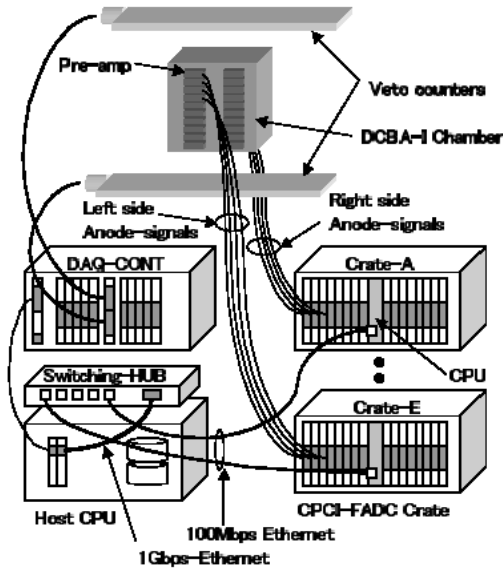 Pre-amp
Veto counters
DCBA-I Chamber
Left side
Anode-signals
Right side
Anode-signals
DAQ-CONT
Crate-A
Switching-HUB
CPU
Crate-E
Host CPU
CPCI-FADC Crate
100Mbps Ethernet
1Gbps-Ethernet